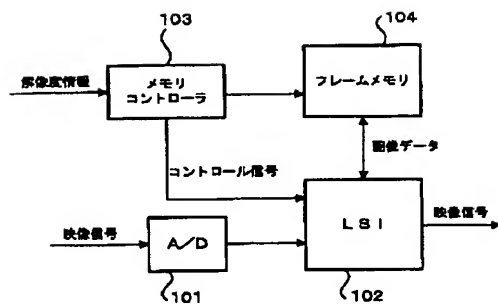 103
104
解像度情報
メモリ
コントローラ
フレームメモリ
画像データ
コントロール信号
映像信号
A/D
LSI
映像信号
101
102